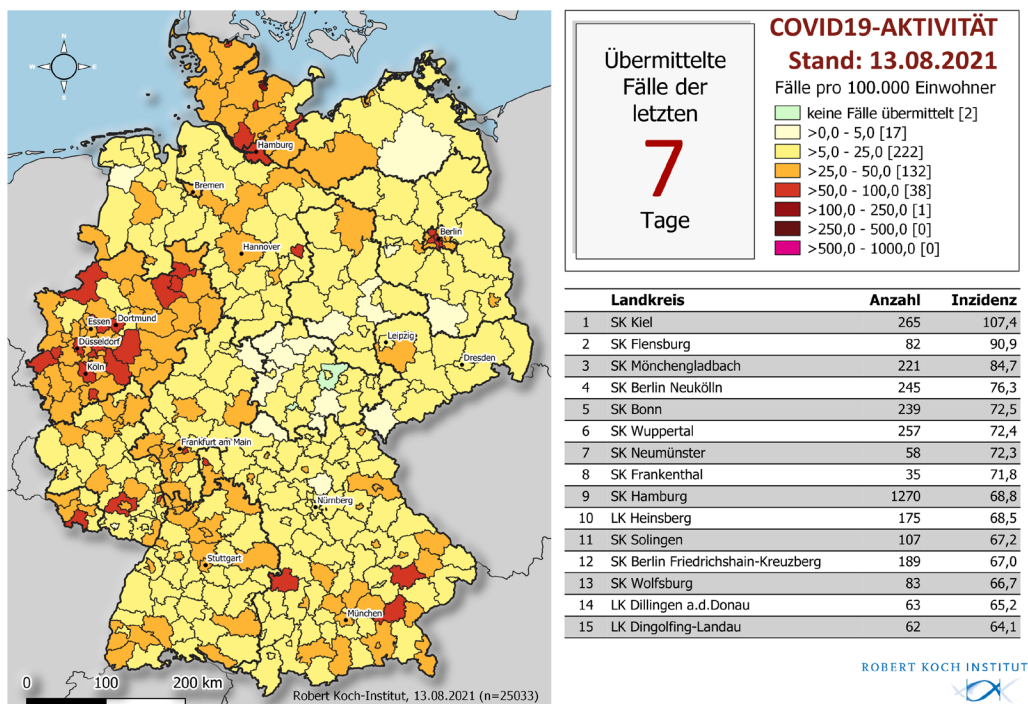 N
W
E
S
Hamburg
Bremen
Berlin
Hannover
Essen
Dortmund
Düsseldorf
Köln
Leipzig
Dresden
Frankfurt am Main
Nürnberg
Stuttgart
München
0 100 200 km
Robert Koch-Institut, 13.08.2021 (n=25033)
Übermittelte
Fälle der
letzten
7
Tage
COVID19-AKTIVITÄT
Stand: 13.08.2021
Fälle pro 100.000 Einwohner
keine Fälle übermittelt [2]
>0,0 - 5,0 [17]
>5,0 - 25,0 [222]
>25,0 - 50,0 [132]
>50,0 - 100,0 [38]
>100,0 - 250,0 [1]
>250,0 - 500,0 [0]
>500,0 - 1000,0 [0]
Landkreis Anzahl Inzidenz
1 SK Kiel 265 107,4
2 SK Flensburg 82 90,9
3 SK Mönchengladbach 221 84,7
4 SK Berlin Neukölln 245 76,3
5 SK Bonn 239 72,5
6 SK Wuppertal 257 72,4
7 SK Neumünster 58 72,3
8 SK Frankenthal 35 71,8
9 SK Hamburg 1270 68,8
10 LK Heinsberg 175 68,5
11 SK Solingen 107 67,2
12 SK Berlin Friedrichshain-Kreuzberg 189 67,0
13 SK Wolfsburg 83 66,7
14 LK Dillingen a.d.Donau 63 65,2
15 LK Dingolfing-Landau 62 64,1
ROBERT KOCH INSTITUT